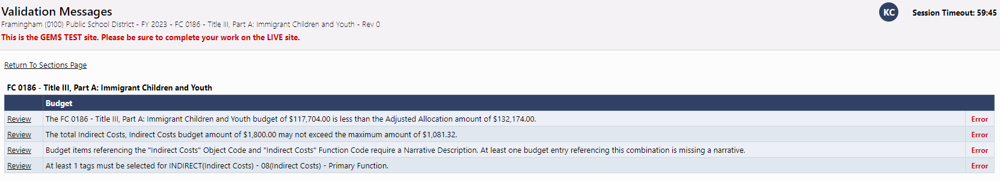 Validation Messages
KC
Session Timeout: 59:45
Framingham (0100) Public School District - FY 2023 - FC 0186 - Title III, Part A: Immigrant Children and Youth - Rev 0
This is the GEM$ TEST site. Please be sure to complete your work on the LIVE site.
Return To Sections Page
FC 0186 - Title III, Part A: Immigrant Children and Youth
Budget
Review The FC 0186 - Title III, Part A: Immigrant Children and Youth budget of $117,704.00 is less than the Adjusted Allocation amount of $132,174.00. Error
Review The total Indirect Costs, Indirect Costs budget amount of $1,800.00 may not exceed the maximum amount of $1,081.32. Error
Review Budget items referencing the "Indirect Costs" Object Code and "Indirect Costs" Function Code require a Narrative Description. At least one budget entry referencing this combination is missing a narrative. Error
Review At least 1 tags must be selected for INDIRECT(Indirect Costs) - 08(Indirect Costs) - Primary Function. Error